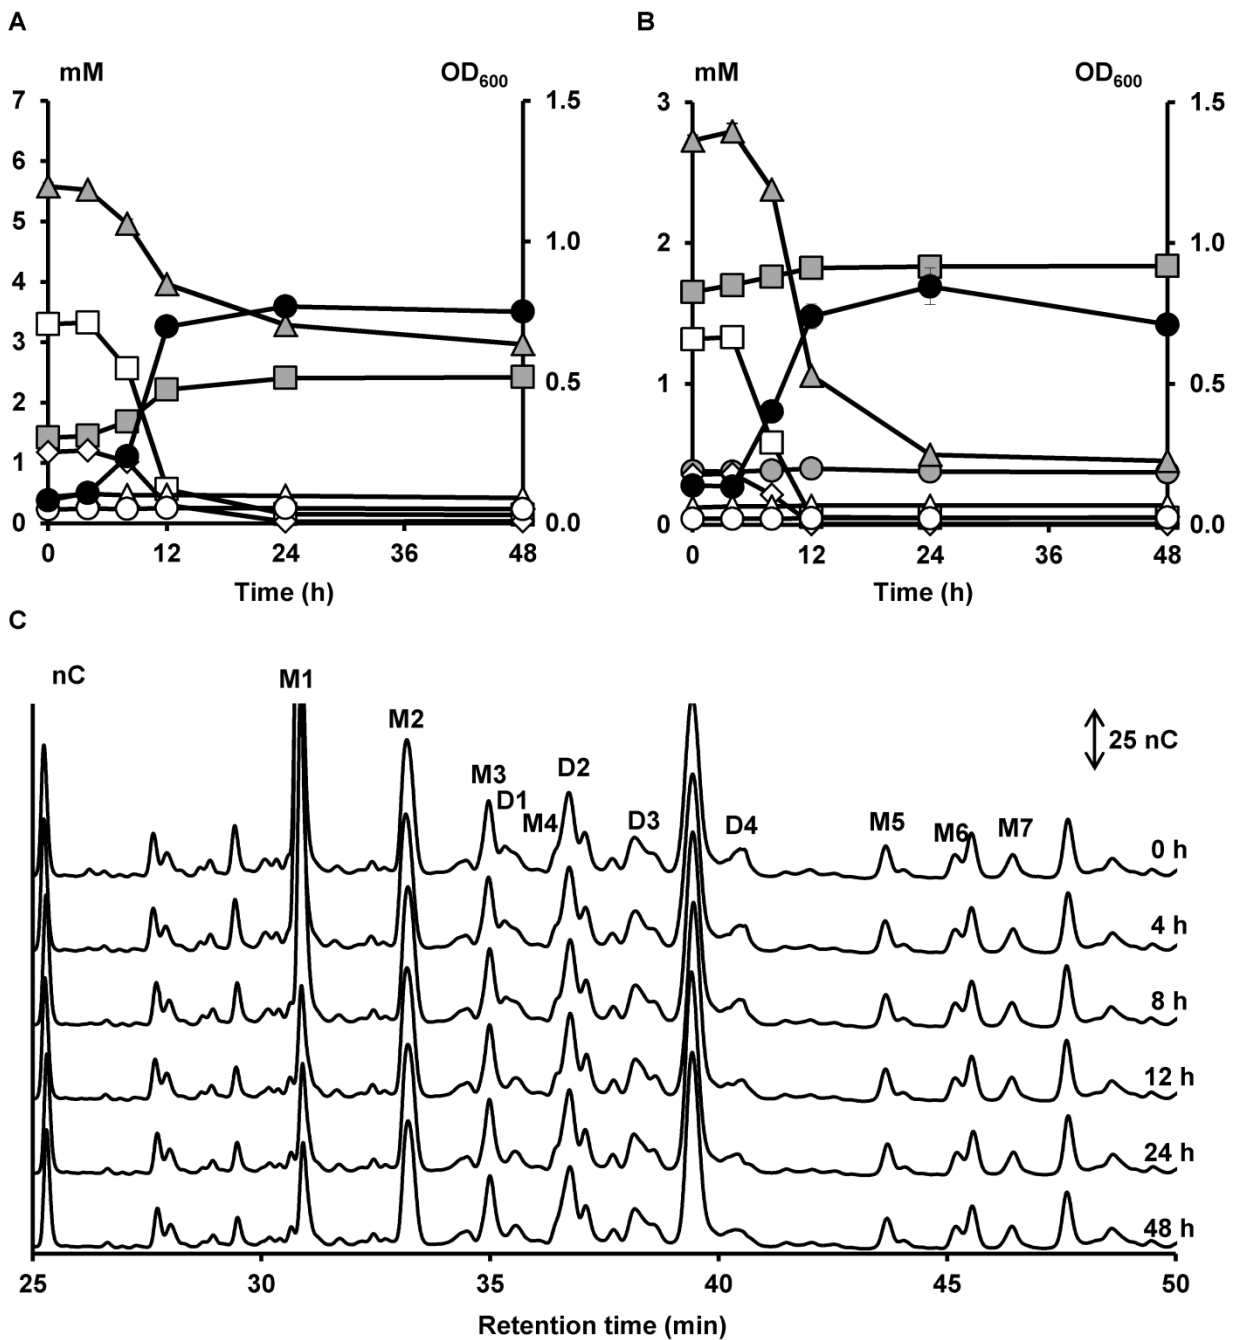 A
B
mM
OD600
mM
OD600
7
6
5
4
3
2
1
0
1.5
1.0
0.5
0.0
3
2
1
0
1.5
1.0
0.5
0.0
0 12 24 36 48
0 12 24 36 48
Time (h)
Time (h)
C
nC
M1
M2
M3
D1
M4
D2
D3
D4
M5
M6
M7
25 nC
0 h
4 h
8 h
12 h
24 h
48 h
25 30 35 40 45 50
Retention time (min)